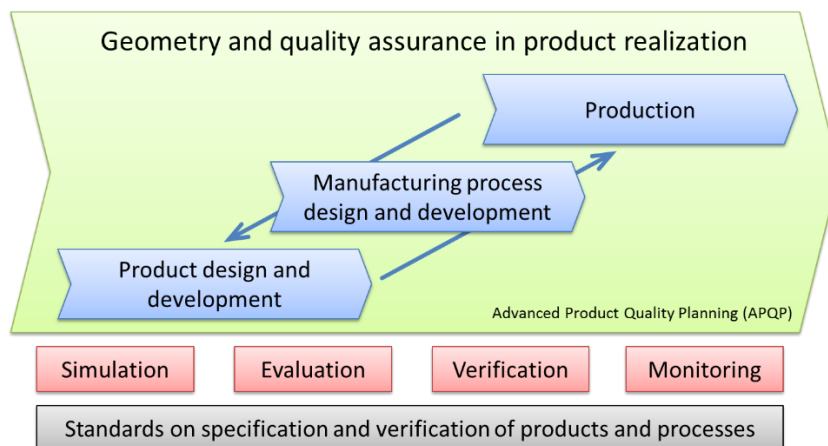 Geometry and quality assurance in product realization
Production
Manufacturing process
design and development
Product design and
development
Advanced Product Quality Planning (APQP)
Simulation
Evaluation
Verification
Monitoring
Standards on specification and verification of products and processes